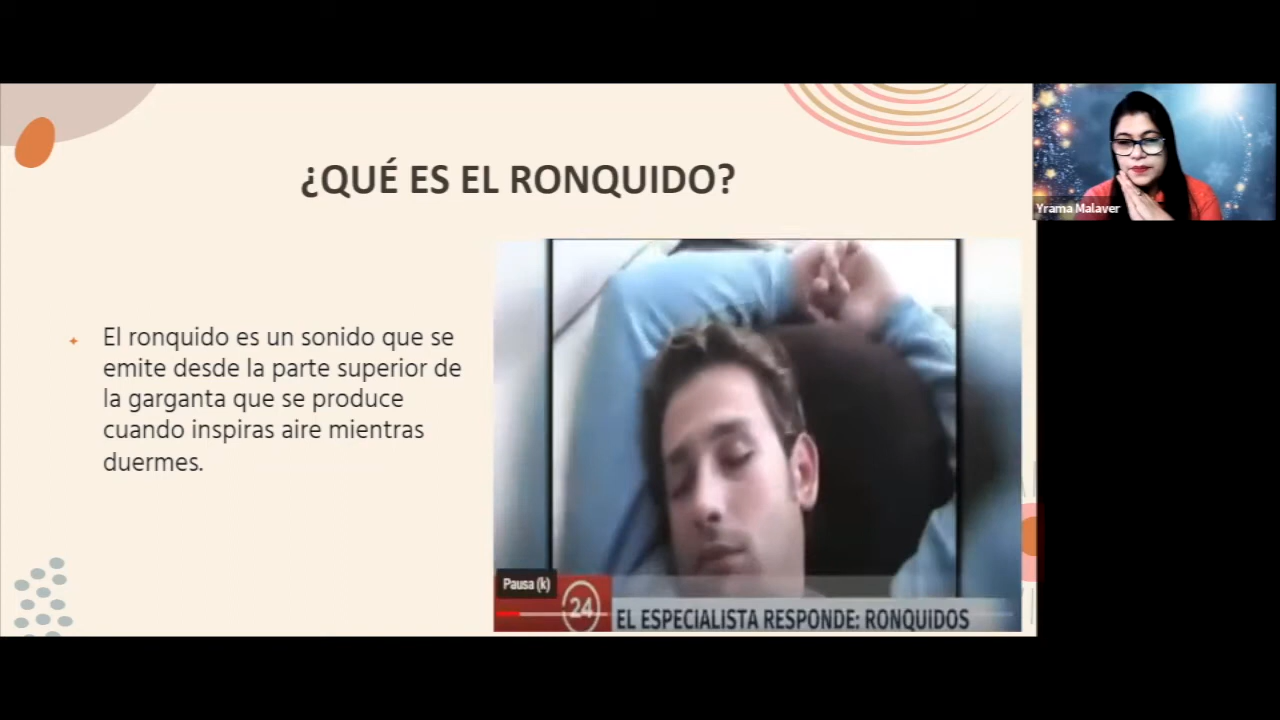 ¿QUÉ ES EL RONQUIDO?
El ronquido es un sonido que se
emite desde la parte superior de
la garganta que se produce
cuando inspiras aire mientras
duermes.
Yrama Malaver
Pausa (k)
24
EL ESPECIALISTA RESPONDE: RONQUIDOS